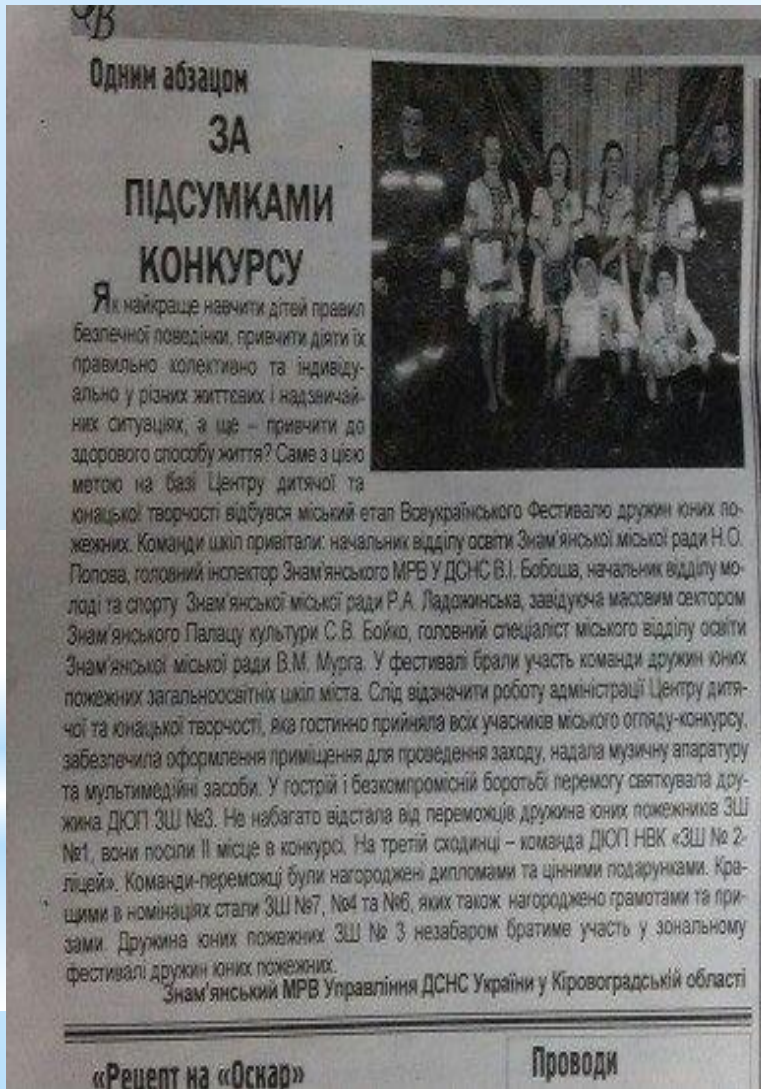 Одним абзацом
ЗА
ПІДСУМКАМИ
КОНКУРСУ
Як найкраще навчити дітей правил
безпечної поведінки, привчити діяти їх
правильно колективно та індивіду-
ально у різних життєвих і надзвичай-
них ситуаціях, а ще – привчити до
здорового способу життя? Саме з цією
метою на базі Центру дитячої та
юнацької творчості відбувся міський етап Всеукраїнського Фестивалю дружин юних по-
жежних. Команди шкіл привітали: начальник відділу освіти Знам'янської міської ради Н.О.
Попова, головний інспектор Знам'янського МРВ У ДСНС В.І. Бобоша, начальник відділу мо-
лоді та спорту Знам'янської міської ради Р.А. Ладожинська, завідуюча масовим сектором
Знам'янського Палацу культури С.В. Бойко, головний спеціаліст міського відділу освіти
Знам'янської міської ради В.М. Мурга. У фестивалі брали участь команди дружин юних
пожежних загальноосвітніх шкіл міста. Слід відзначити роботу адміністрації Центру дитя-
чої та юнацької творчості, яка гостинно прийняла всіх учасників міського огляду-конкурсу,
забезпечила оформлення приміщення для проведення заходу, надала музичну апаратуру
та мультимедійні засоби. У гострій і безкомпромісній боротьбі перемогу святкувала дру-
жина ДЮП ЗШ №3. Не набагато відстала від переможців дружина юних пожежників ЗШ
№1, вони посіли ІІ місце в конкурсі. На третій сходинці – команда ДЮП НВК «ЗШ № 2-
ліцей». Команди-переможці були нагороджені дипломами та цінними подарунками. Кра-
щими в номінаціях стали ЗШ №7, №4 та №6, яких також нагороджено грамотами та при-
зами. Дружина юних пожежних ЗШ № 3 незабаром братиме участь у зональному
фестивалі дружин юних пожежних.
Знам'янський МРВ Управління ДСНС України у Кіровоградській області
«Рецепт на «Оскар»
Проводи